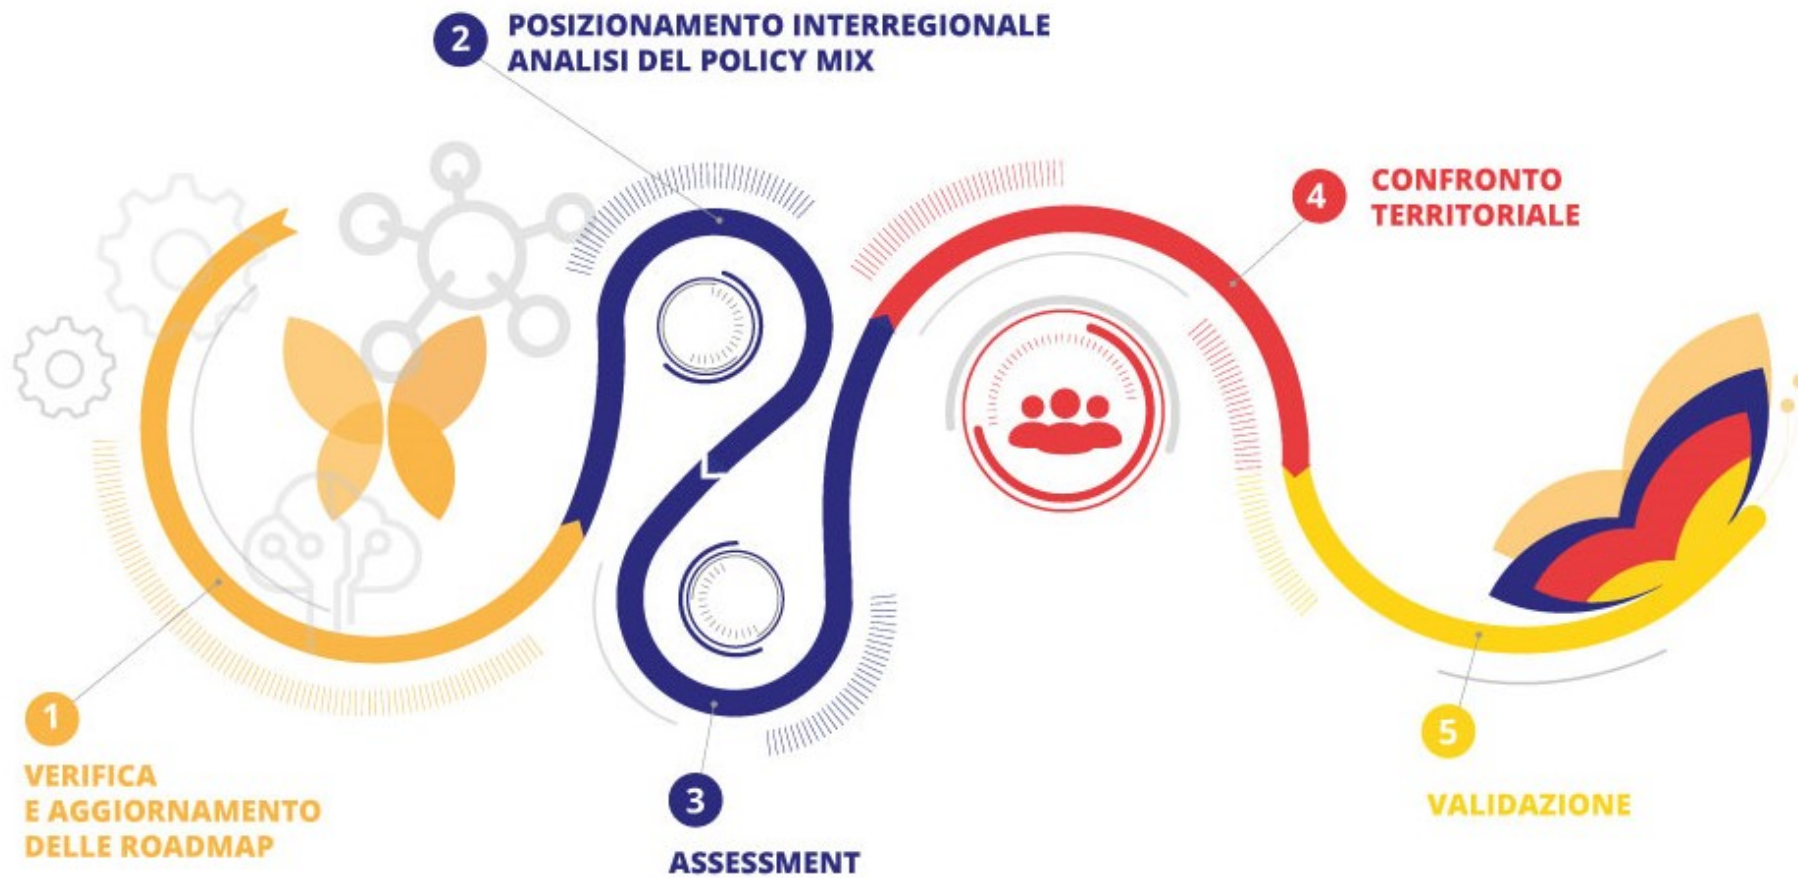 1
VERIFICA
E AGGIORNAMENTO
DELLE ROADMAP
2
POSIZIONAMENTO INTERREGIONALE
ANALISI DEL POLICY MIX
3
ASSESSMENT
4
CONFRONTO
TERRITORIALE
5
VALIDAZIONE